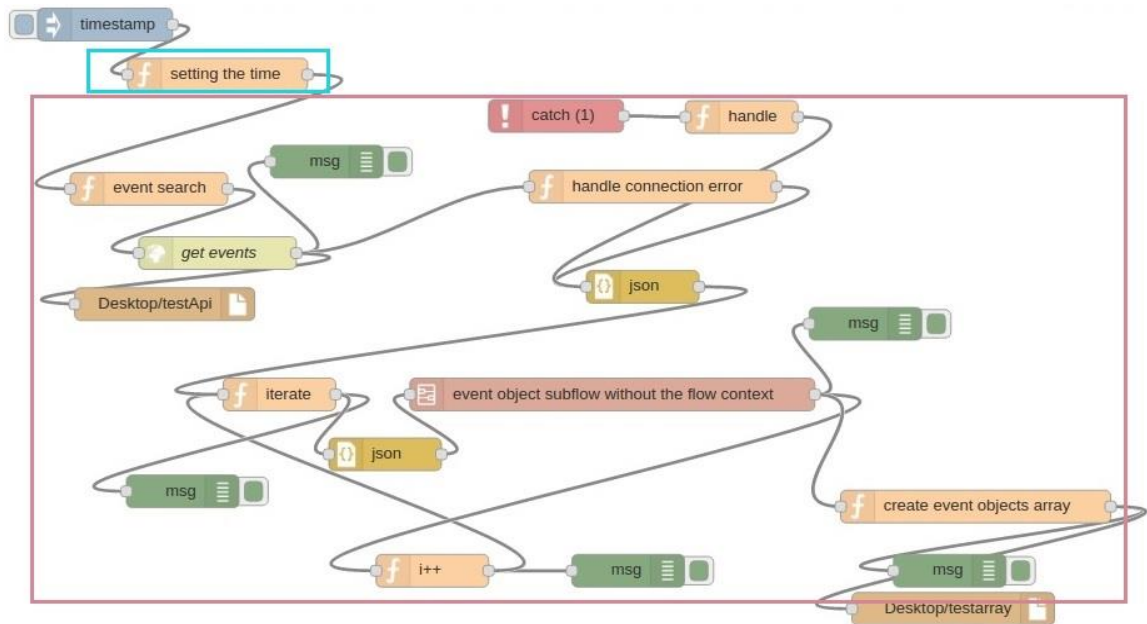 timestamp
setting the time
catch (1)
handle
msg
event search
handle connection error
get events
json
Desktop/testApi
msg
iterate
event object subflow without the flow context
json
msg
create event objects array
i++
msg
msg
Desktop/testarray